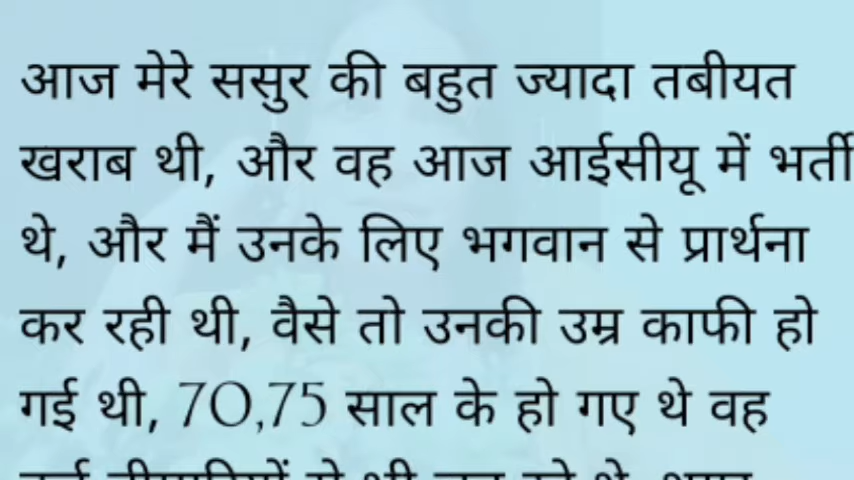 आज मेरे ससुर की बहुत ज्यादा तबीयत
खराब थी, और वह आज आईसीयू में भर्ती
थे, और मैं उनके लिए भगवान से प्रार्थना
कर रही थी, वैसे तो उनकी उम्र काफी हो
गई थी, 70,75 साल के हो गए थे वह